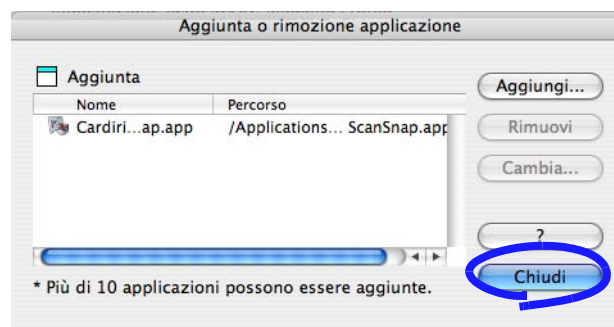 Aggiunta o rimozione applicazione
Aggiunta
Nome Percorso
Cardiri...ap.app /Applications... ScanSnap.app
Aggiungi...
Rimuovi
Cambia...
?
Chiudi
* Più di 10 applicazioni possono essere aggiunte.